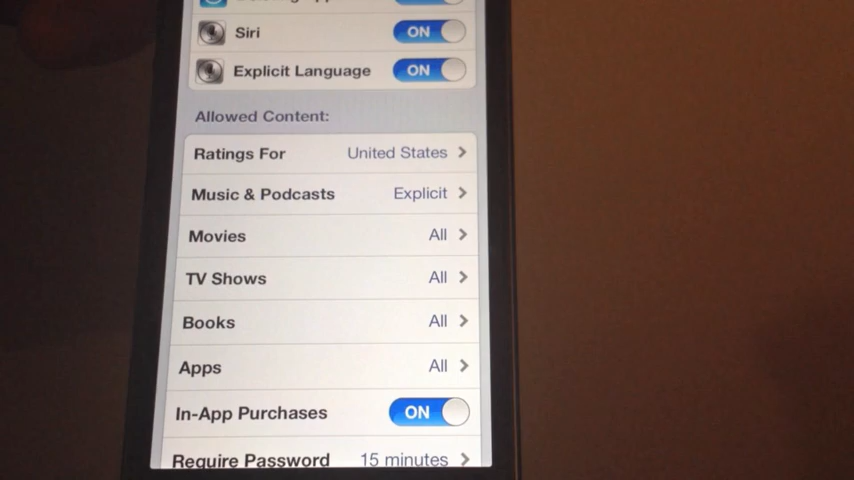 Siri ON
Explicit Language ON
Allowed Content:
Ratings For United States
Music & Podcasts Explicit
Movies All
TV Shows All
Books All
Apps All
In-App Purchases ON
Require Password 15 minutes